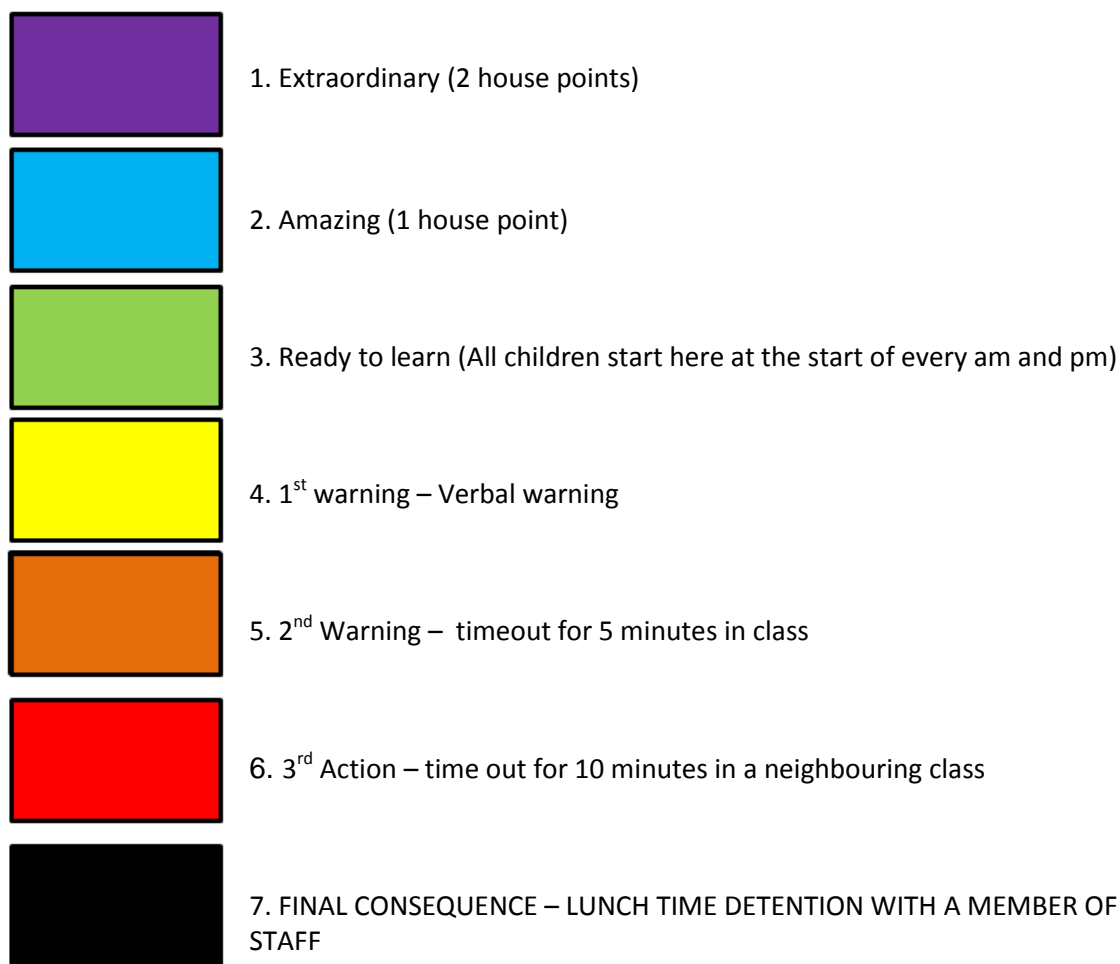 1. Extraordinary (2 house points)
2. Amazing (1 house point)
3. Ready to learn (All children start here at the start of every am and pm)
4. 1st warning – Verbal warning
5. 2nd Warning – timeout for 5 minutes in class
6. 3rd Action – time out for 10 minutes in a neighbouring class
7. FINAL CONSEQUENCE – LUNCH TIME DETENTION WITH A MEMBER OF
STAFF